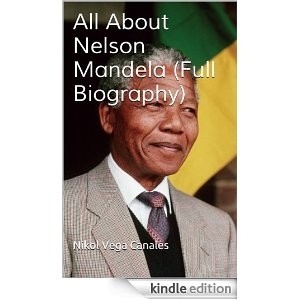 All About
Nelson
Mandela (Full
Biography)
Nikol Vega Canales
kindle edition